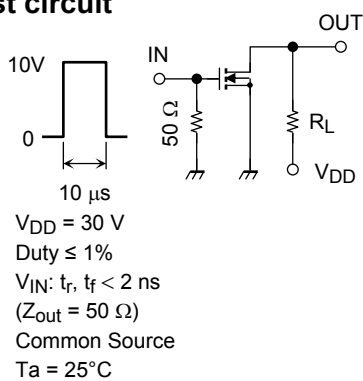 st circuit
OUT
IN
10V
50 Ω
RL
0
VDD
10 μs
VDD = 30 V
Duty ≤ 1%
VIN: tr, tf < 2 ns
(Zout = 50 Ω)
Common Source
Ta = 25°C